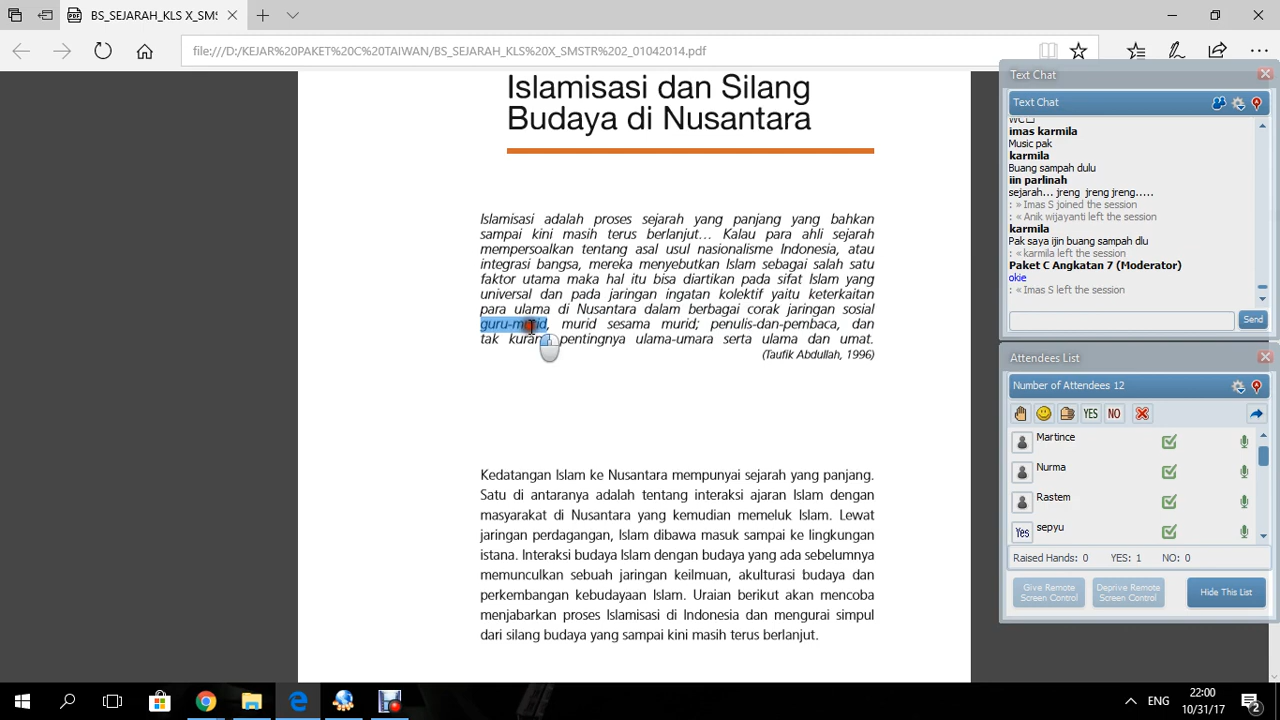 BS_SEJARAH_KLS X_SMS
file:///D:/KEJAR%20PAKET%20C%20TAIWAN/BS_SEJARAH_KLS%20X_SMSTR%202_01042014.pdf
Islamisasi dan Silang
Budaya di Nusantara
Islamisasi adalah proses sejarah yang panjang yang bahkan
sampai kini masih terus berlanjut… Kalau para ahli sejarah
mempersoalkan tentang asal usul nasionalisme Indonesia, atau
integrasi bangsa, mereka menyebutkan Islam sebagai salah satu
faktor utama maka hal itu bisa diartikan pada sifat Islam yang
universal dan pada jaringan ingatan kolektif yaitu keterkaitan
para ulama di Nusantara dalam berbagai corak jaringan sosial
guru-murid, murid sesama murid; penulis-dan-pembaca, dan
tak kurang pentingnya ulama-umara serta ulama dan umat.
(Taufik Abdullah, 1996)
Kedatangan Islam ke Nusantara mempunyai sejarah yang panjang.
Satu di antaranya adalah tentang interaksi ajaran Islam dengan
masyarakat di Nusantara yang kemudian memeluk Islam. Lewat
jaringan perdagangan, Islam dibawa masuk sampai ke lingkungan
istana. Interaksi budaya Islam dengan budaya yang ada sebelumnya
memunculkan sebuah jaringan keilmuan, akulturasi budaya dan
perkembangan kebudayaan Islam. Uraian berikut akan mencoba
menjabarkan proses Islamisasi di Indonesia dan mengurai simpul
dari silang budaya yang sampai kini masih terus berlanjut.
Text Chat
Text Chat
imas karmila
Music pak
karmila
Buang sampah dulu
iin parlinah
sejarah... jreng jreng jreng.....
: » Imas S joined the session
: « Anik wijayanti left the session
karmila
Pak saya ijin buang sampah dlu
: « karmila left the session
Paket C Angkatan 7 (Moderator)
okie
: « Imas S left the session
Send
Attendees List
Number of Attendees 12
YES NO
Martince
Nurma
Rastem
Yes sepyu
Raised Hands: 0 YES: 1 NO: 0
Give Remote
Screen Control
Deprive Remote
Screen Control
Hide This List
ENG
22:00
10/31/17
2